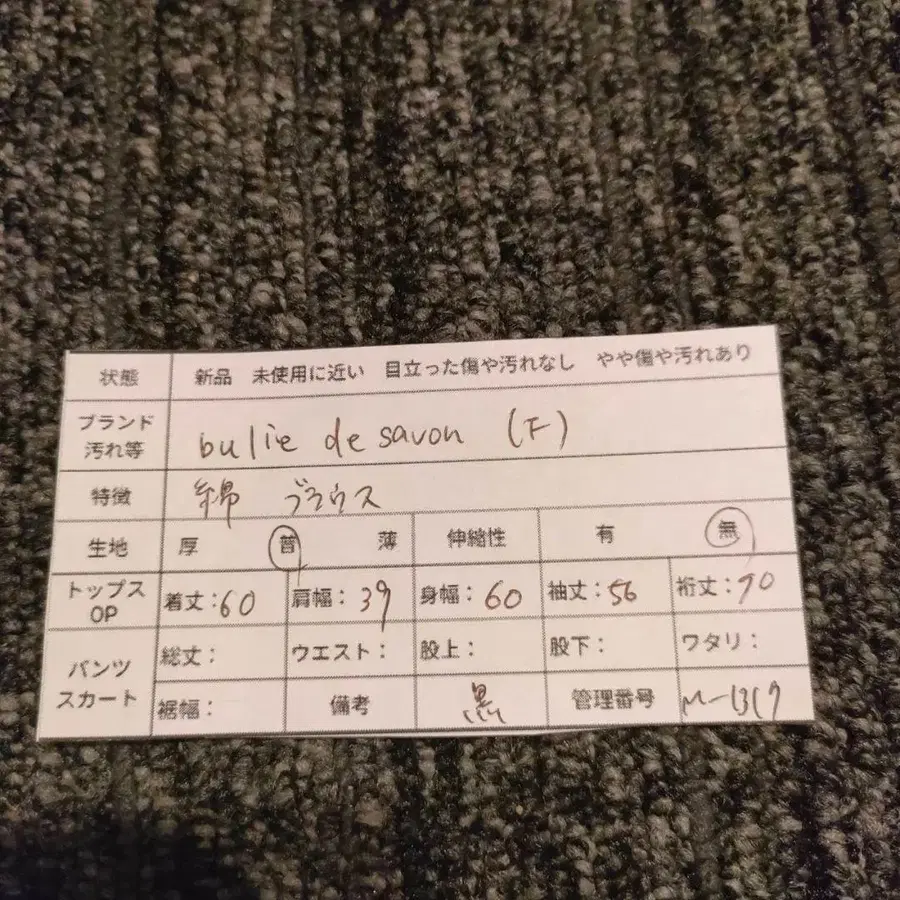 状態 新品 未使用に近い 目立った傷や汚れなし やや傷や汚れあり
ブランド
汚れ等 bulie de savon (F)
特徴 綿 ブラウス
生地 厚 普 薄 伸縮性 有 無
トップス
OP 着丈:60 肩幅:39 身幅:60 袖丈:56 裄丈:70
パンツ
スカート 総丈: ウエスト: 股上: 股下: ワタリ:
裾幅: 備考 黒 管理番号 M-1317